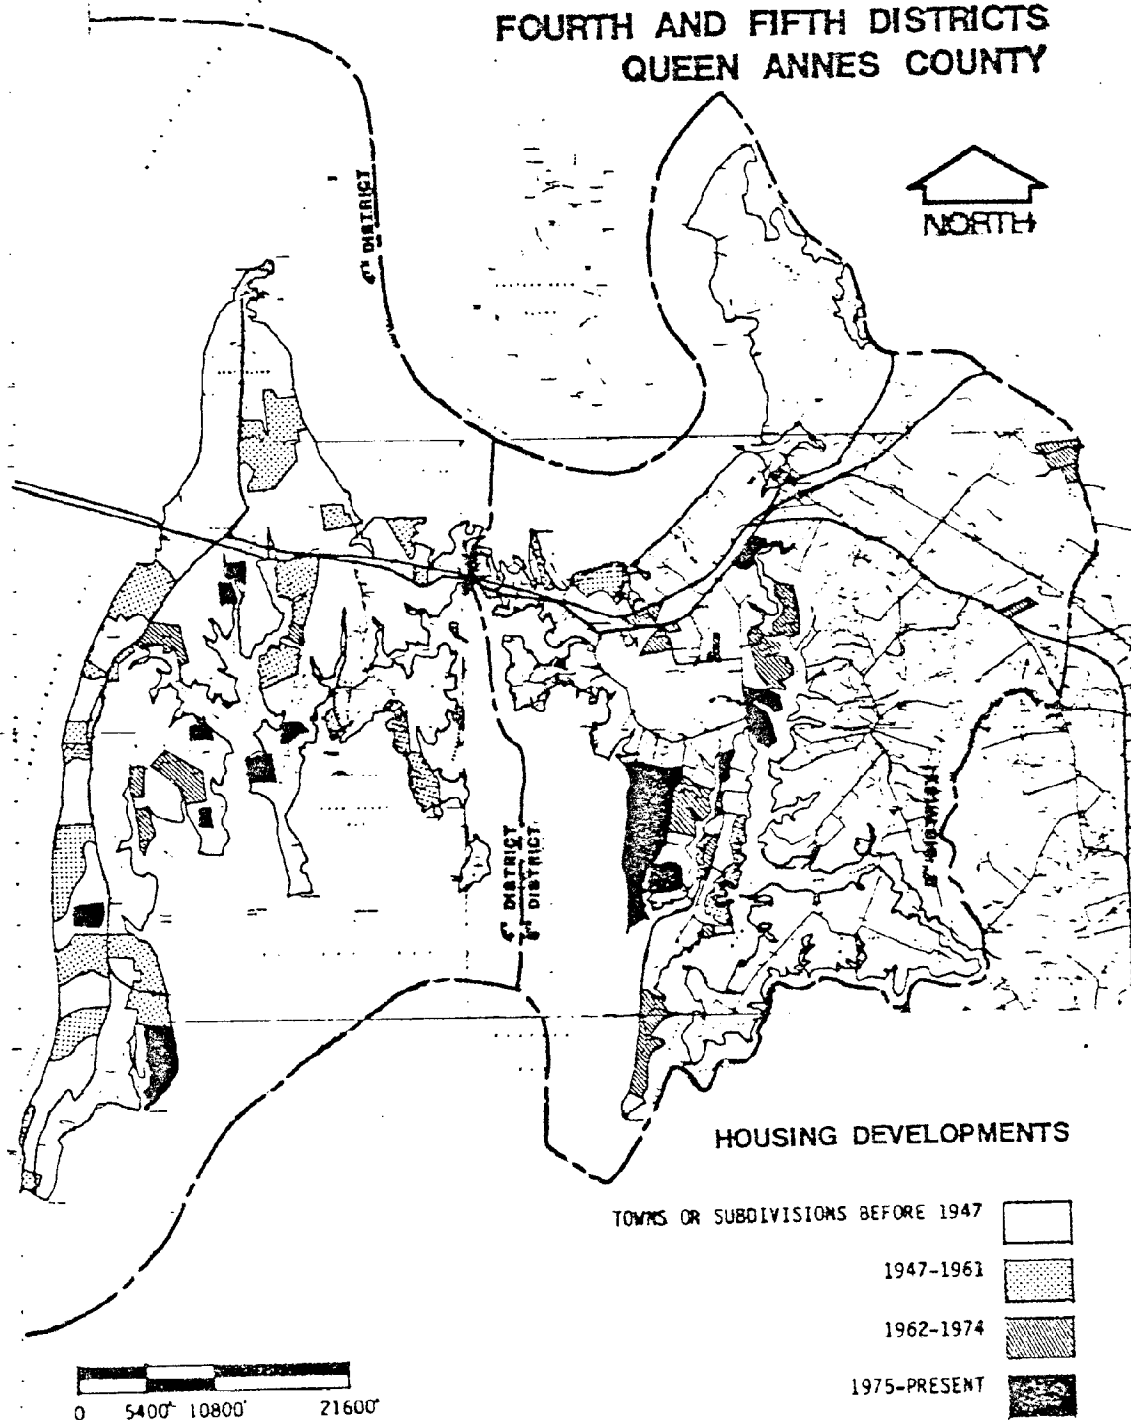 FOURTH AND FIFTH DISTRICTS
QUEEN ANNES COUNTY
NORTH
4TH DISTRICT
4TH DISTRICT
5TH DISTRICT
DISTRICT
HOUSING DEVELOPMENTS
TOWNS OR SUBDIVISIONS BEFORE 1947
1947-1961
1962-1974
1975-PRESENT
0 5400' 10800' 21600'